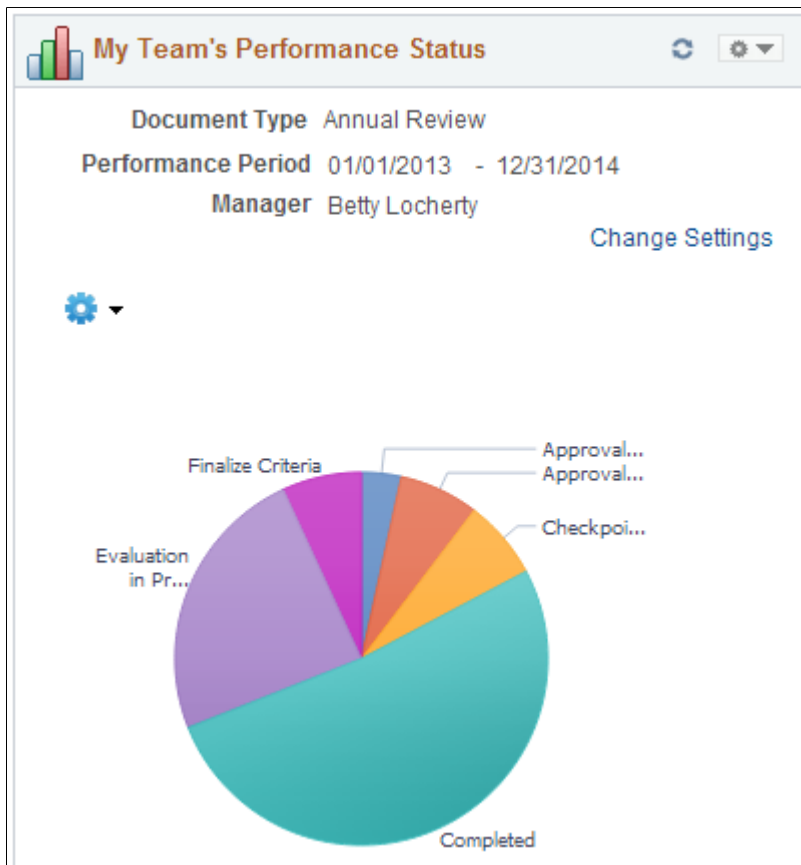 My Team's Performance Status
Document Type Annual Review
Performance Period 01/01/2013 - 12/31/2014
Manager Betty Locherty
Change Settings
Approval...
Finalize Criteria
Approval...
Checkpoi...
Evaluation
in Pr...
Completed